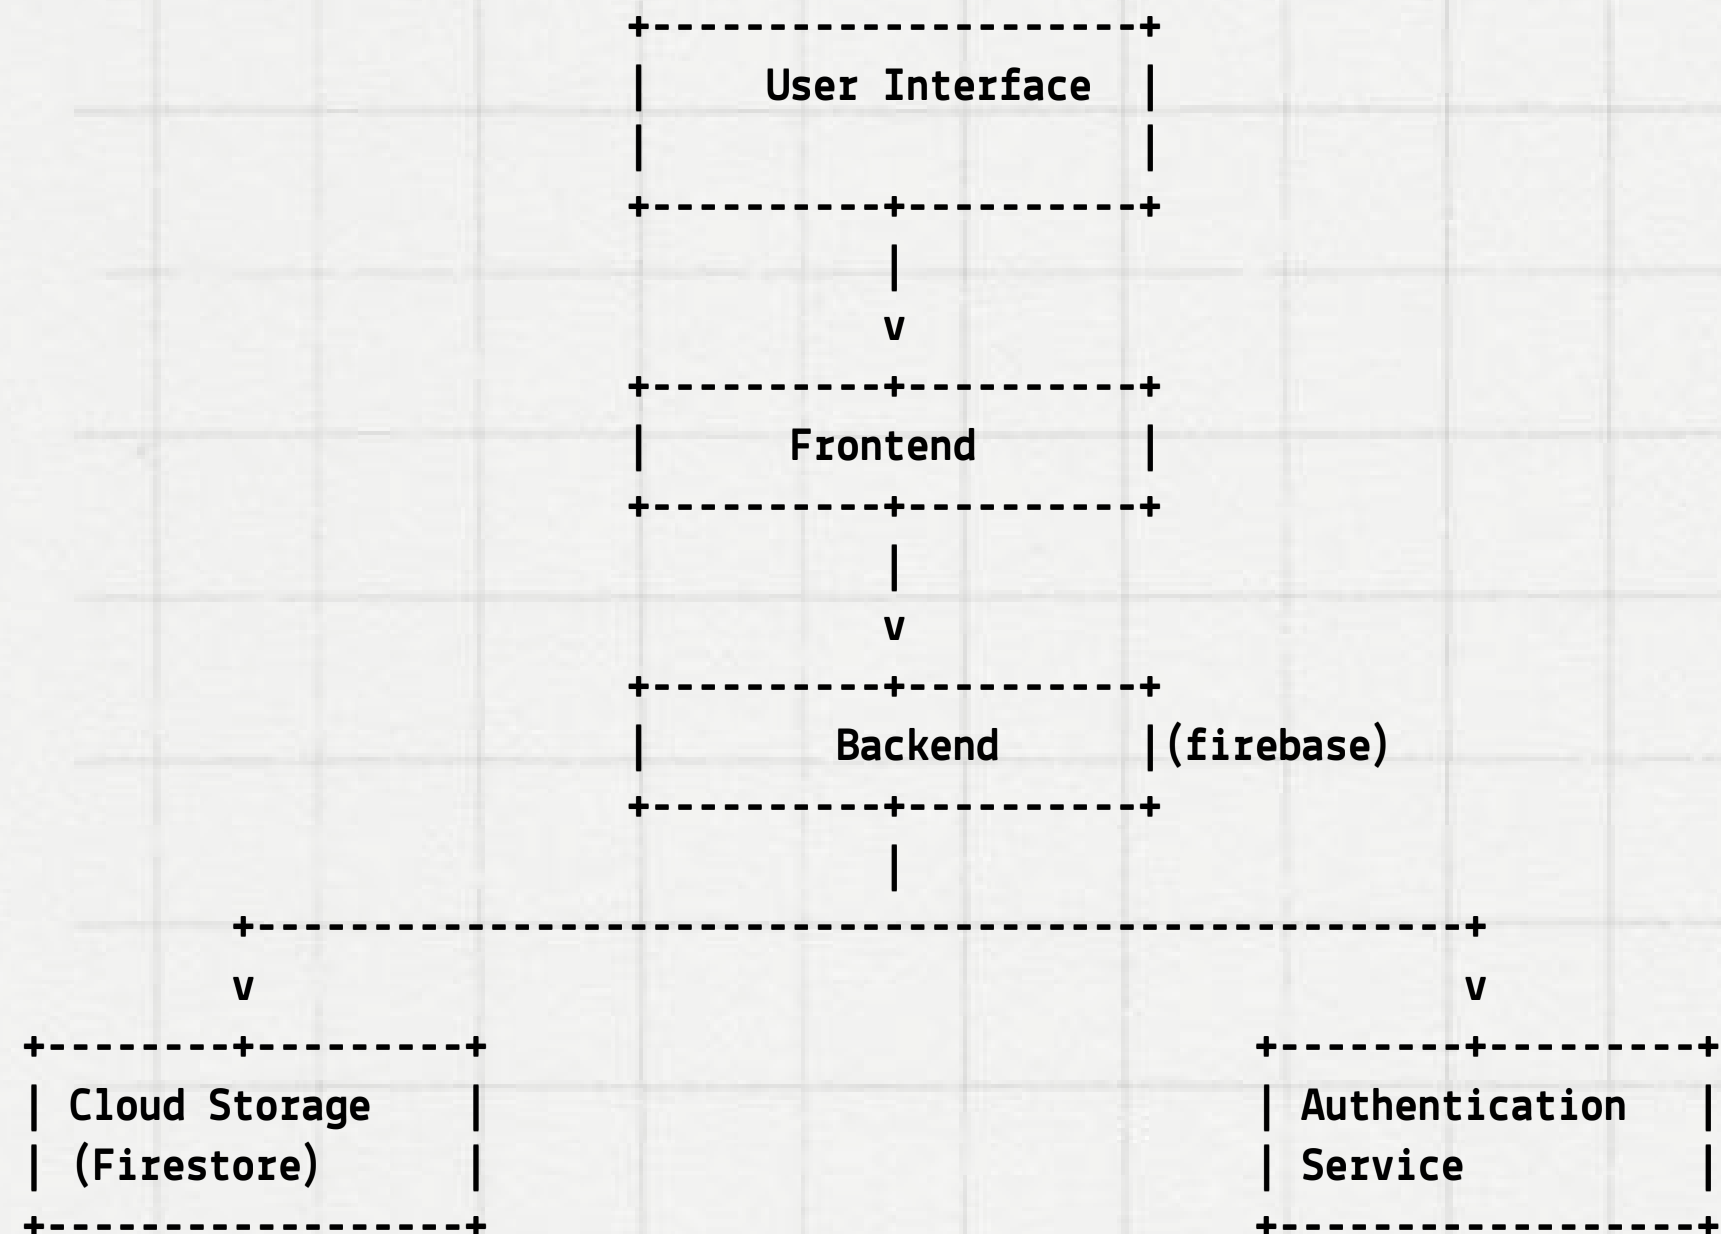 +---------------------+
| User Interface |
| |
+----------+----------+
|
v
+----------+----------+
| Frontend |
+----------+----------+
|
v
+----------+----------+
| Backend |(firebase)
+----------+----------+
|
+----------------------------------------------------+
v v
+--------+---------+ +--------+---------+
| Cloud Storage | | Authentication |
| (Firestore) | | Service |
+------------------+ +------------------+